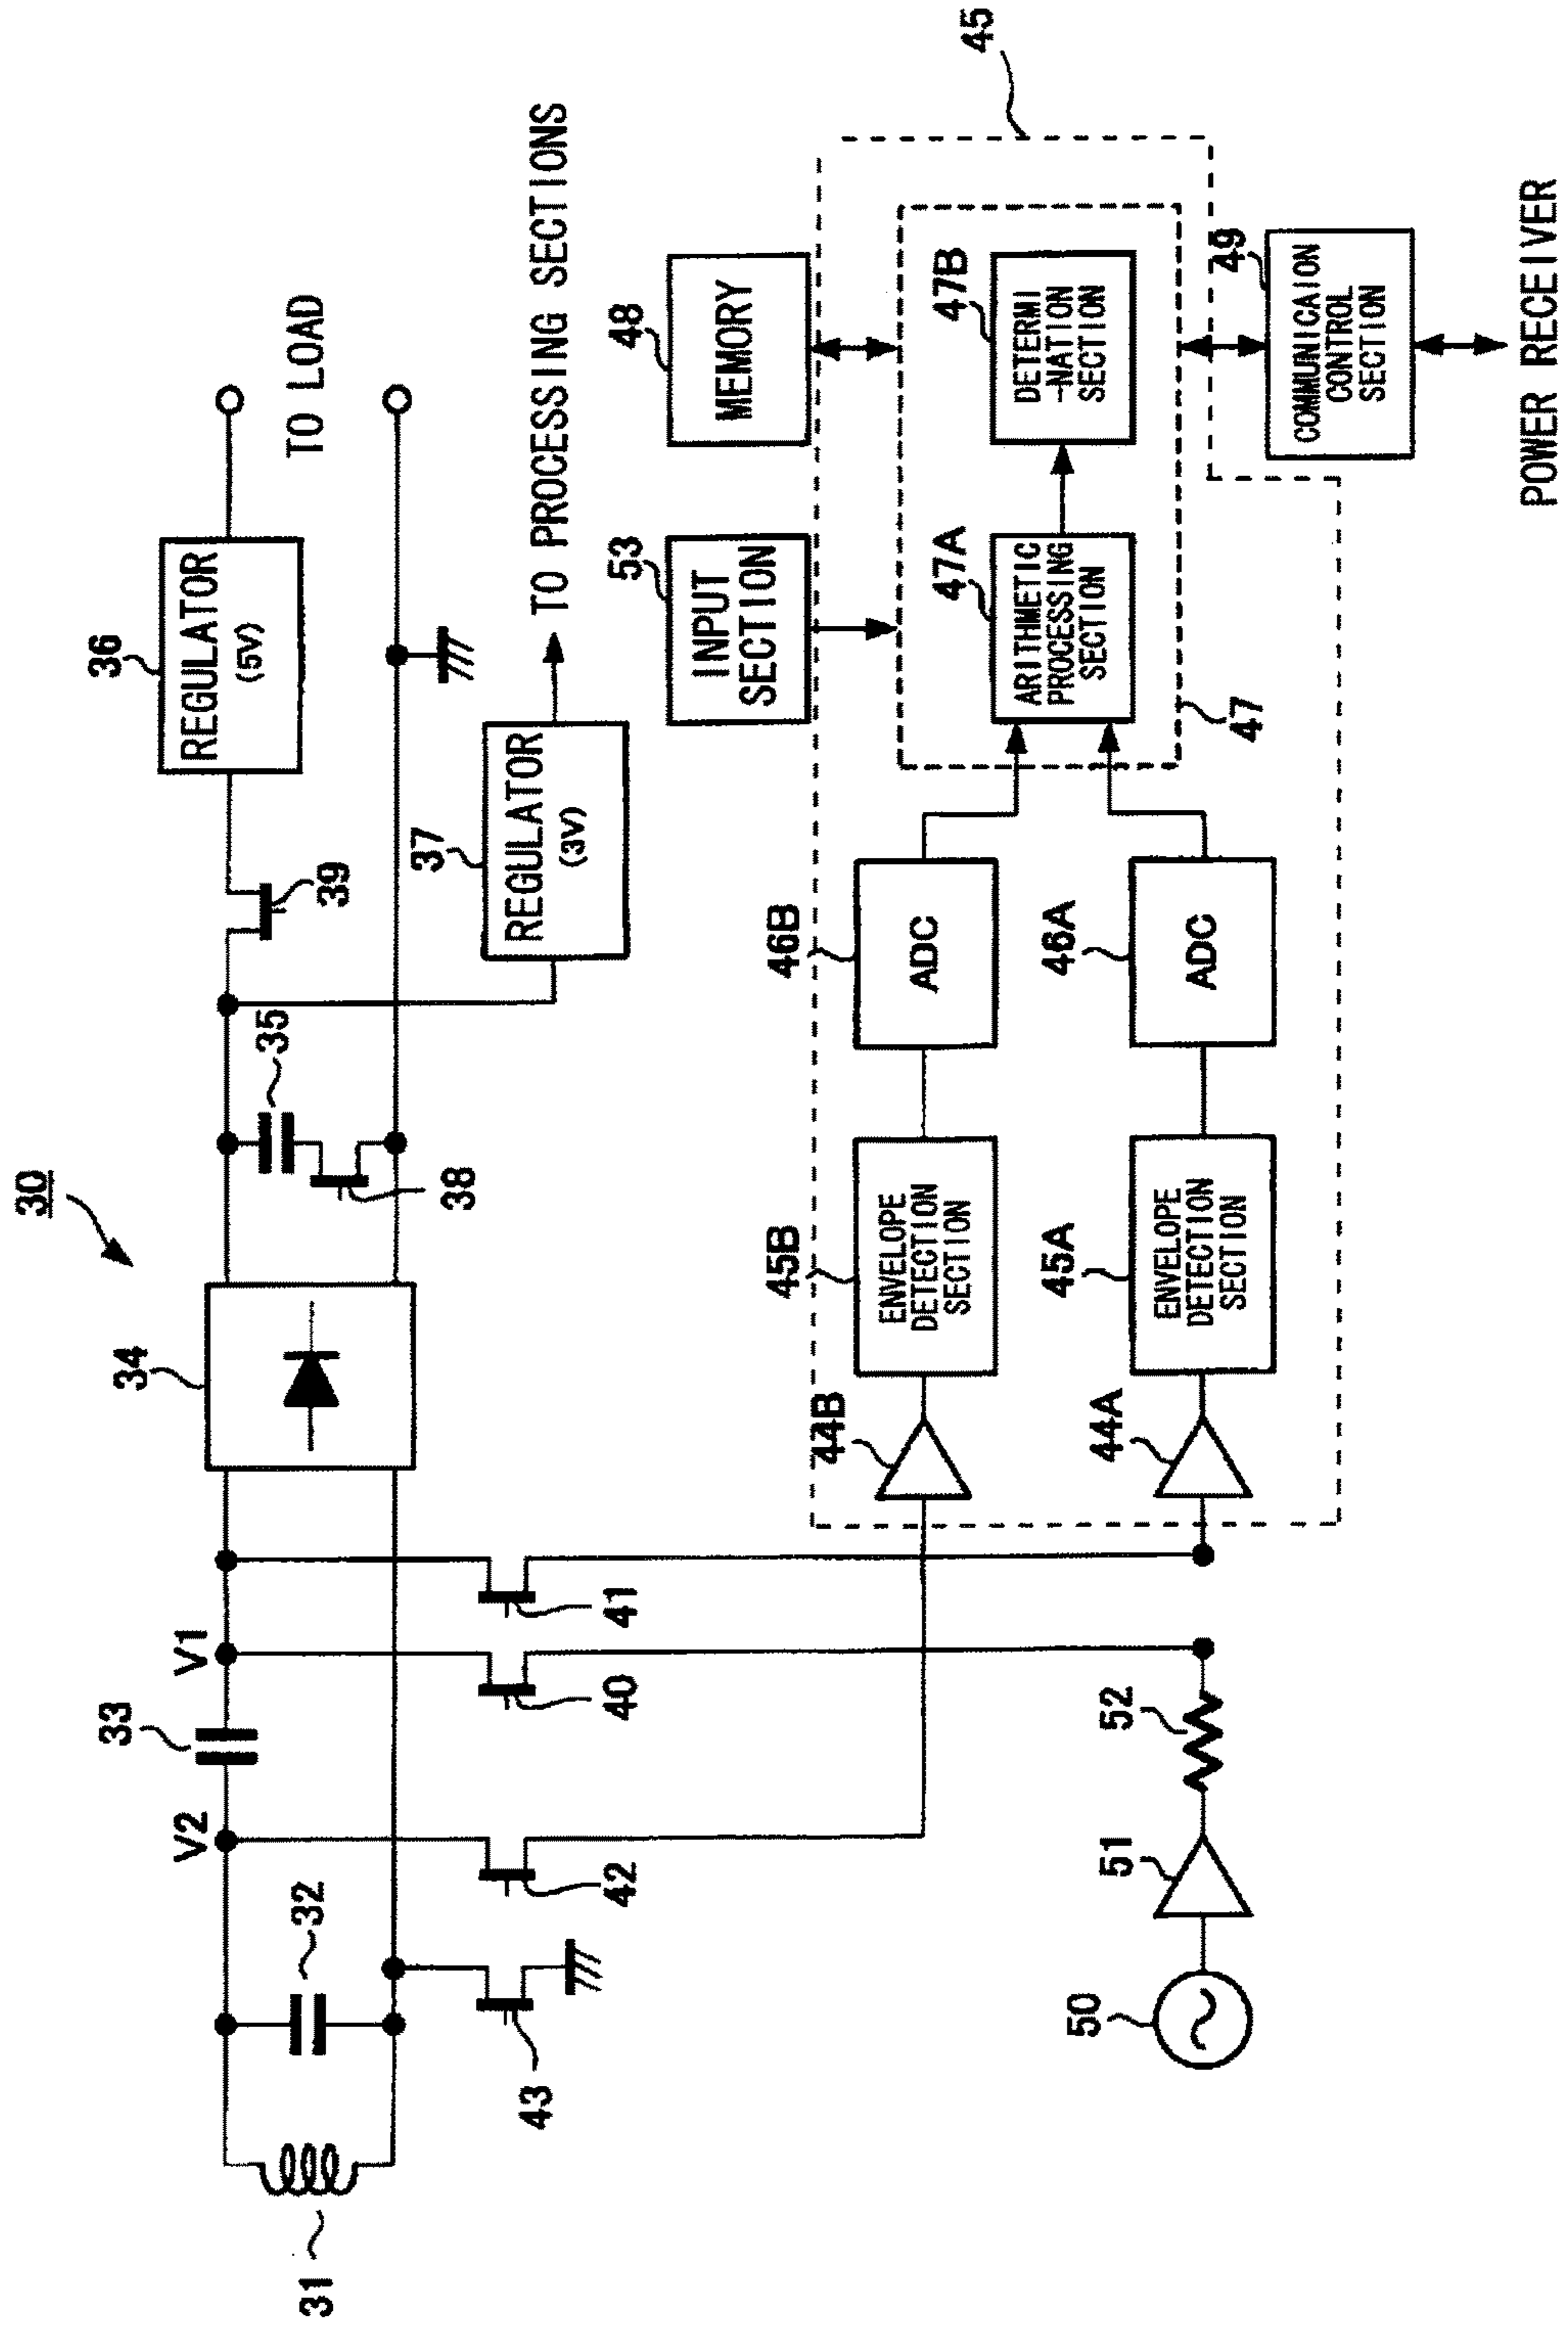 30
36
REGULATOR
(5V)
TO LOAD
34
35
39
38
37
REGULATOR
(3V)
TO PROCESSING SECTIONS
V2
33
V1
32
31
43
42
40
41
53
INPUT
SECTION
48
MEMORY
45
44B
45B
ENVELOPE
DETECTION
SECTION
46B
ADC
47A
ARITHMETIC
PROCESSING
SECTION
47B
DETERMI
-NATION
SECTION
47
44A
45A
ENVELOPE
DETECTION
SECTION
46A
ADC
49
COMMUNICAION
CONTROL
SECTION
POWER RECEIVER
50
51
52